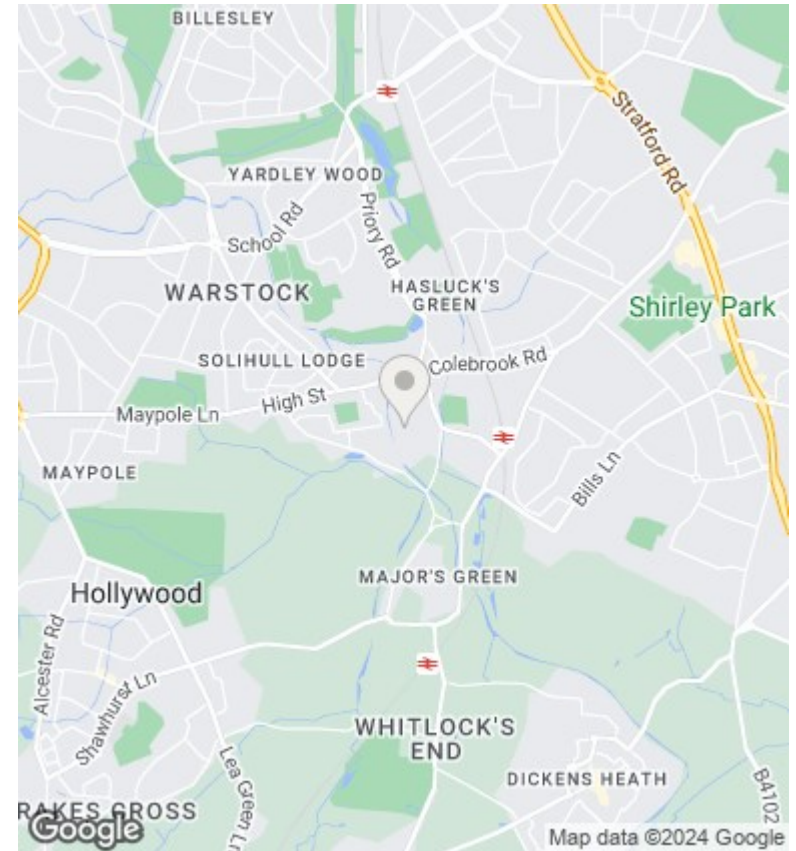 BILLESLEY
Stratford Rd
YARDLEY WOOD
School Rd
Priory Rd
WARSTOCK
HASLUCK'S
GREEN
Shirley Park
SOLIHULL LODGE
Colebrook Rd
High St
Maypole Ln
MAYPOLE
Bills Ln
MAJOR'S GREEN
Hollywood
Alcester Rd
Shawhurst Ln
WHITLOCK'S
END
DICKENS HEATH
Lea Green Ln
B4102
RAKES CROSS
Google
Map data ©2024 Google